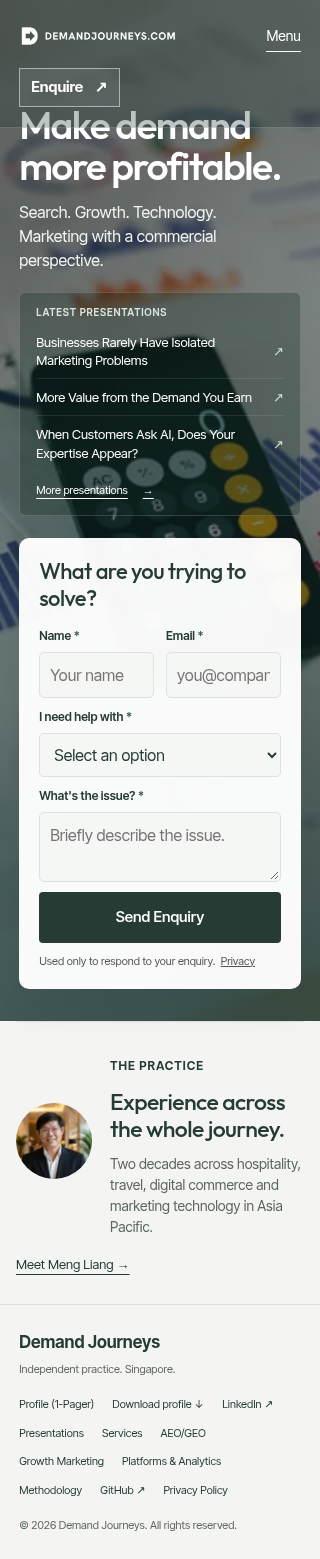 DEMANDJOURNEYS.COM
Menu
Enquire ↗
Make demand
more profitable.
Search. Growth. Technology.
Marketing with a commercial
perspective.
LATEST PRESENTATIONS
Businesses Rarely Have Isolated
Marketing Problems ↗
More Value from the Demand You Earn ↗
When Customers Ask AI, Does Your
Expertise Appear? ↗
More presentations →
What are you trying to
solve?
Name * Email *
Your name you@compan
I need help with *
Select an option
What's the issue? *
Briefly describe the issue.
Send Enquiry
Used only to respond to your enquiry. Privacy
THE PRACTICE
Experience across
the whole journey.
Two decades across hospitality,
travel, digital commerce and
marketing technology in Asia
Pacific.
Meet Meng Liang →
Demand Journeys
Independent practice. Singapore.
Profile (1-Pager) Download profile ↓ LinkedIn ↗
Presentations Services AEO/GEO
Growth Marketing Platforms & Analytics
Methodology GitHub ↗ Privacy Policy
© 2026 Demand Journeys. All rights reserved.